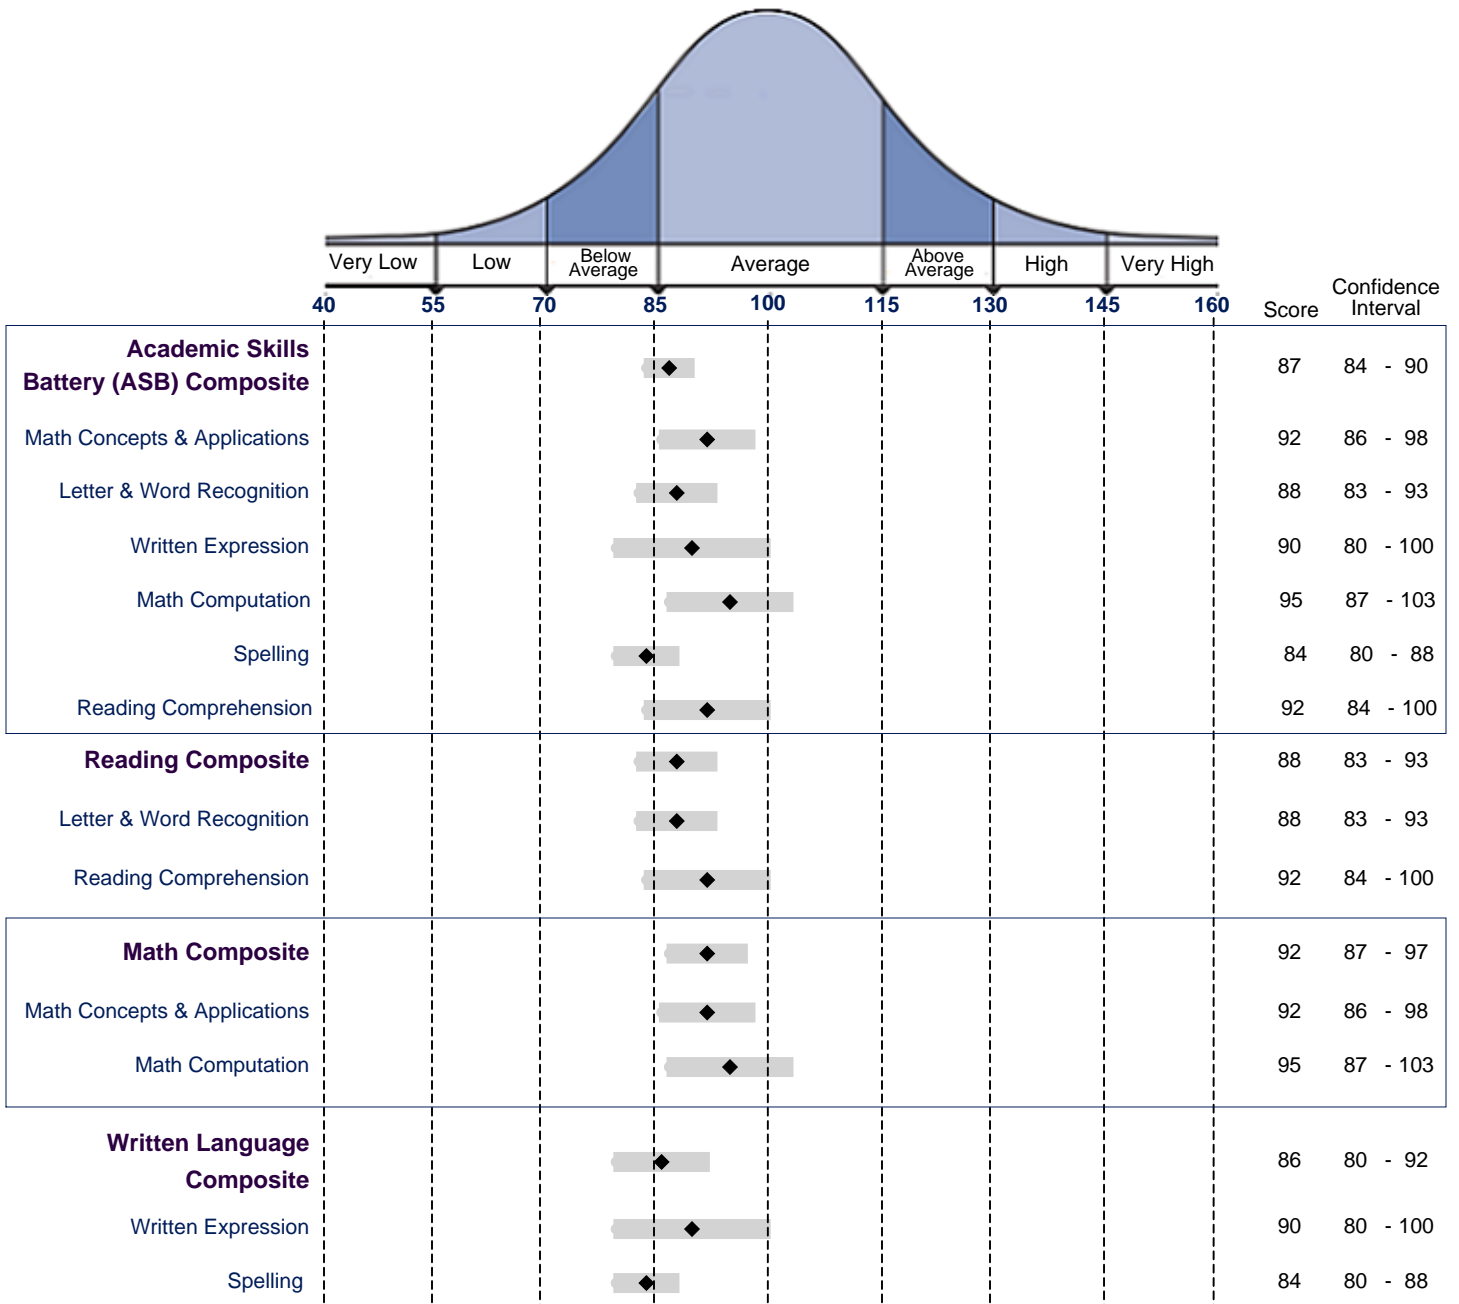 Very Low Low Below Average Average Above Average High Very High
40 55 70 85 100 115 130 145 160 Score Confidence Interval
Academic Skills
Battery (ASB) Composite 87 84 - 90
Math Concepts & Applications 92 86 - 98
Letter & Word Recognition 88 83 - 93
Written Expression 90 80 - 100
Math Computation 95 87 - 103
Spelling 84 80 - 88
Reading Comprehension 92 84 - 100
Reading Composite 88 83 - 93
Letter & Word Recognition 88 83 - 93
Reading Comprehension 92 84 - 100
Math Composite 92 87 - 97
Math Concepts & Applications 92 86 - 98
Math Computation 95 87 - 103
Written Language
Composite 86 80 - 92
Written Expression 90 80 - 100
Spelling 84 80 - 88